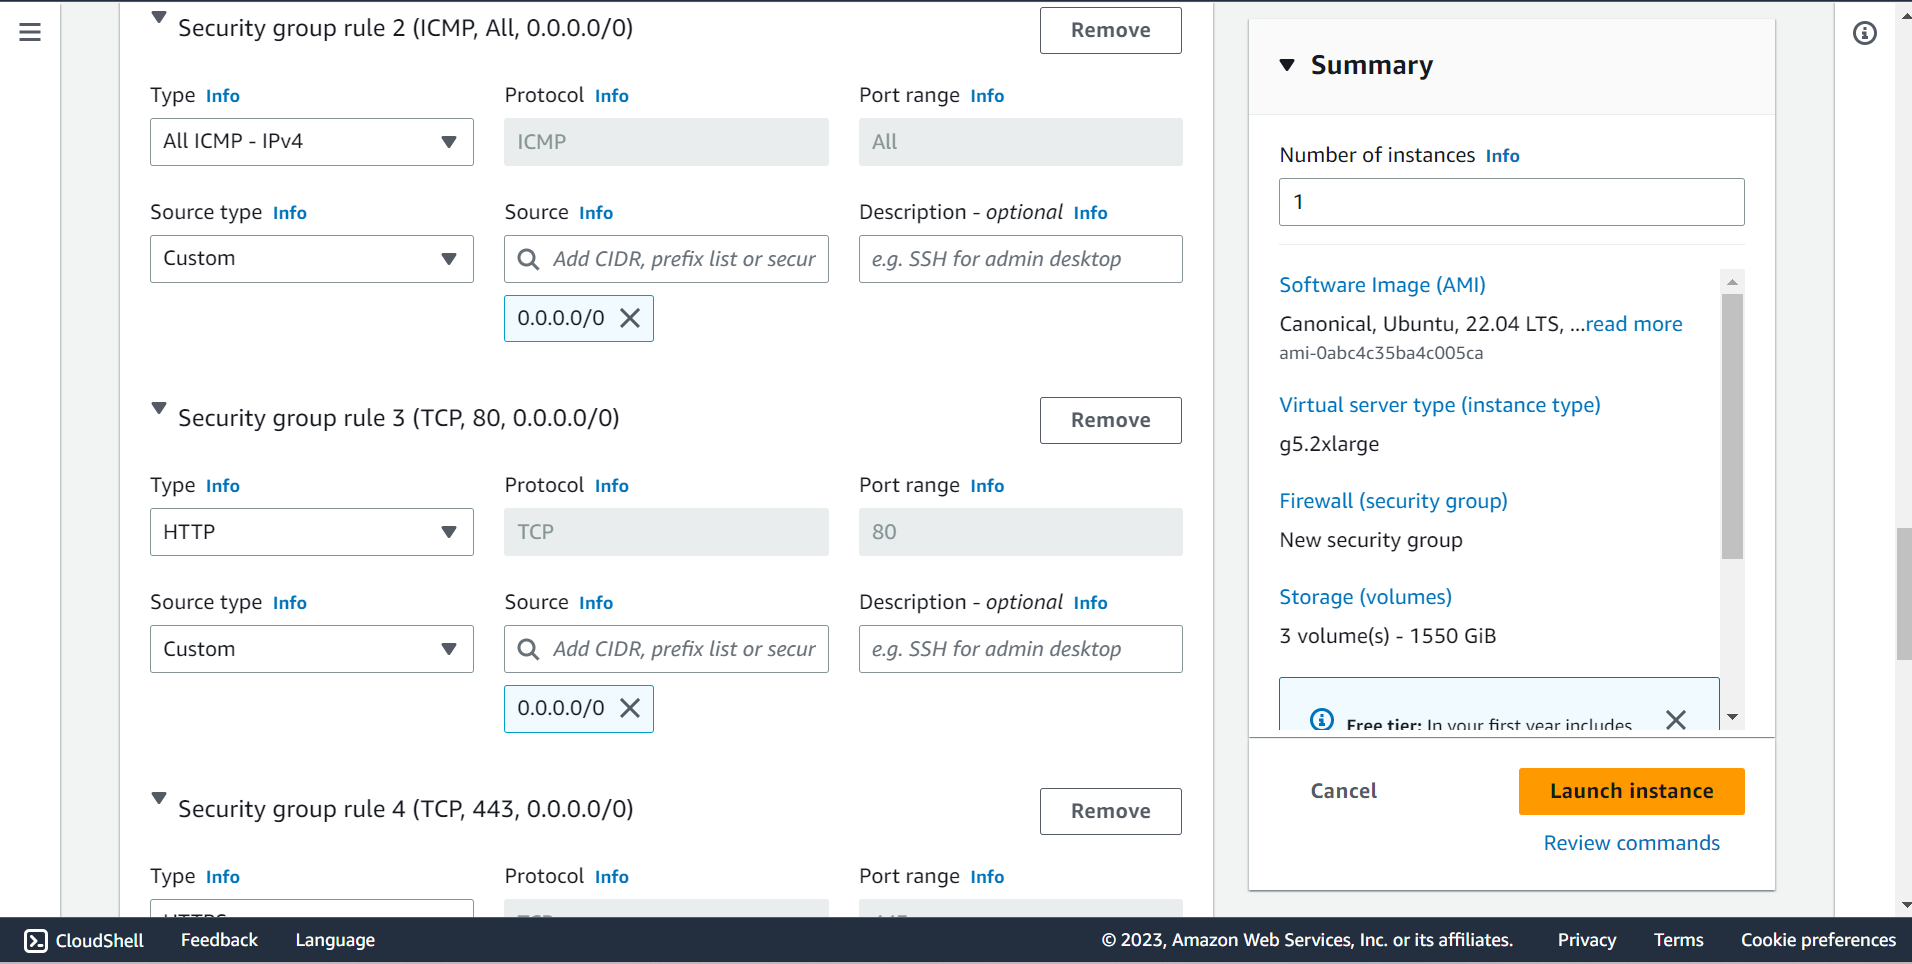 Security group rule 2 (ICMP, All, 0.0.0.0/0)
Remove
Type Info
Protocol Info
Port range Info
All ICMP - IPv4
ICMP
All
Source type Info
Source Info
Description - optional Info
Custom
Add CIDR, prefix list or secur
e.g. SSH for admin desktop
0.0.0.0/0
Security group rule 3 (TCP, 80, 0.0.0.0/0)
Remove
Type Info
Protocol Info
Port range Info
HTTP
TCP
80
Source type Info
Source Info
Description - optional Info
Custom
Add CIDR, prefix list or secur
e.g. SSH for admin desktop
0.0.0.0/0
Security group rule 4 (TCP, 443, 0.0.0.0/0)
Remove
Type Info
Protocol Info
Port range Info
HTTPS
TCP
443
Summary
Number of instances Info
1
Software Image (AMI)
Canonical, Ubuntu, 22.04 LTS, ...read more
ami-0abc4c35ba4c005ca
Virtual server type (instance type)
g5.2xlarge
Firewall (security group)
New security group
Storage (volumes)
3 volume(s) - 1550 GiB
Free tier: In your first year includes
Cancel
Launch instance
Review commands
CloudShell
Feedback
Language
© 2023, Amazon Web Services, Inc. or its affiliates.
Privacy
Terms
Cookie preferences